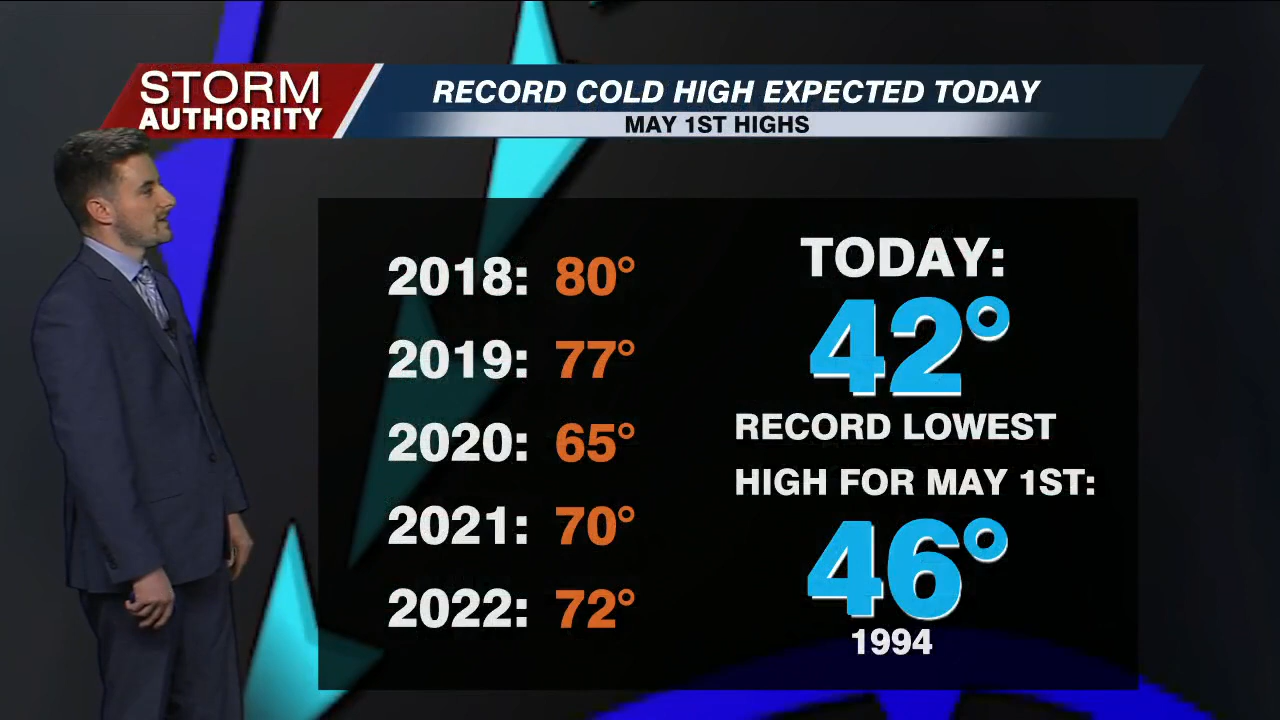 STORM
AUTHORITY
RECORD COLD HIGH EXPECTED TODAY
MAY 1ST HIGHS
2018: 80°
2019: 77°
2020: 65°
2021: 70°
2022: 72°
TODAY:
42°
RECORD LOWEST
HIGH FOR MAY 1ST:
46°
1994